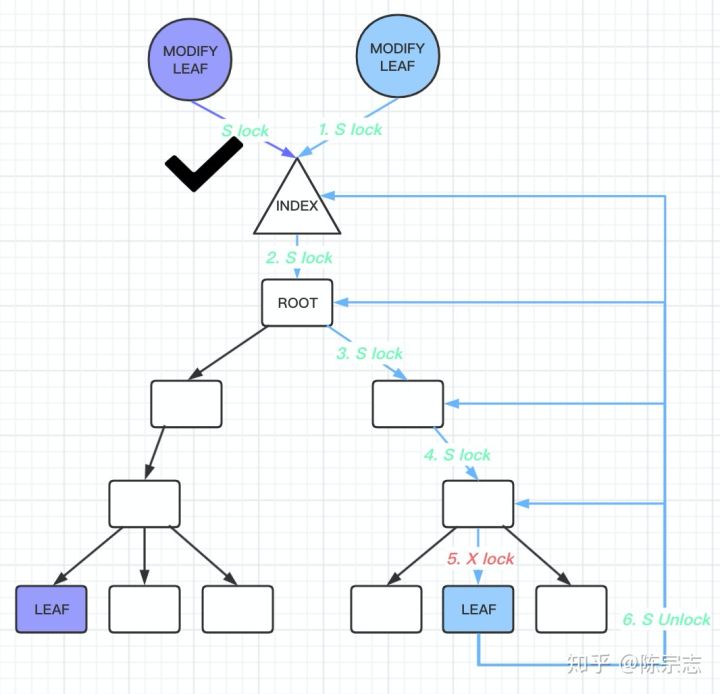 MODIFY
LEAF
MODIFY
LEAF
S lock
1. S lock
INDEX
2. S lock
ROOT
3. S lock
4. S lock
5. X lock
LEAF
LEAF
6. S Unlock
知乎 @陈宗志